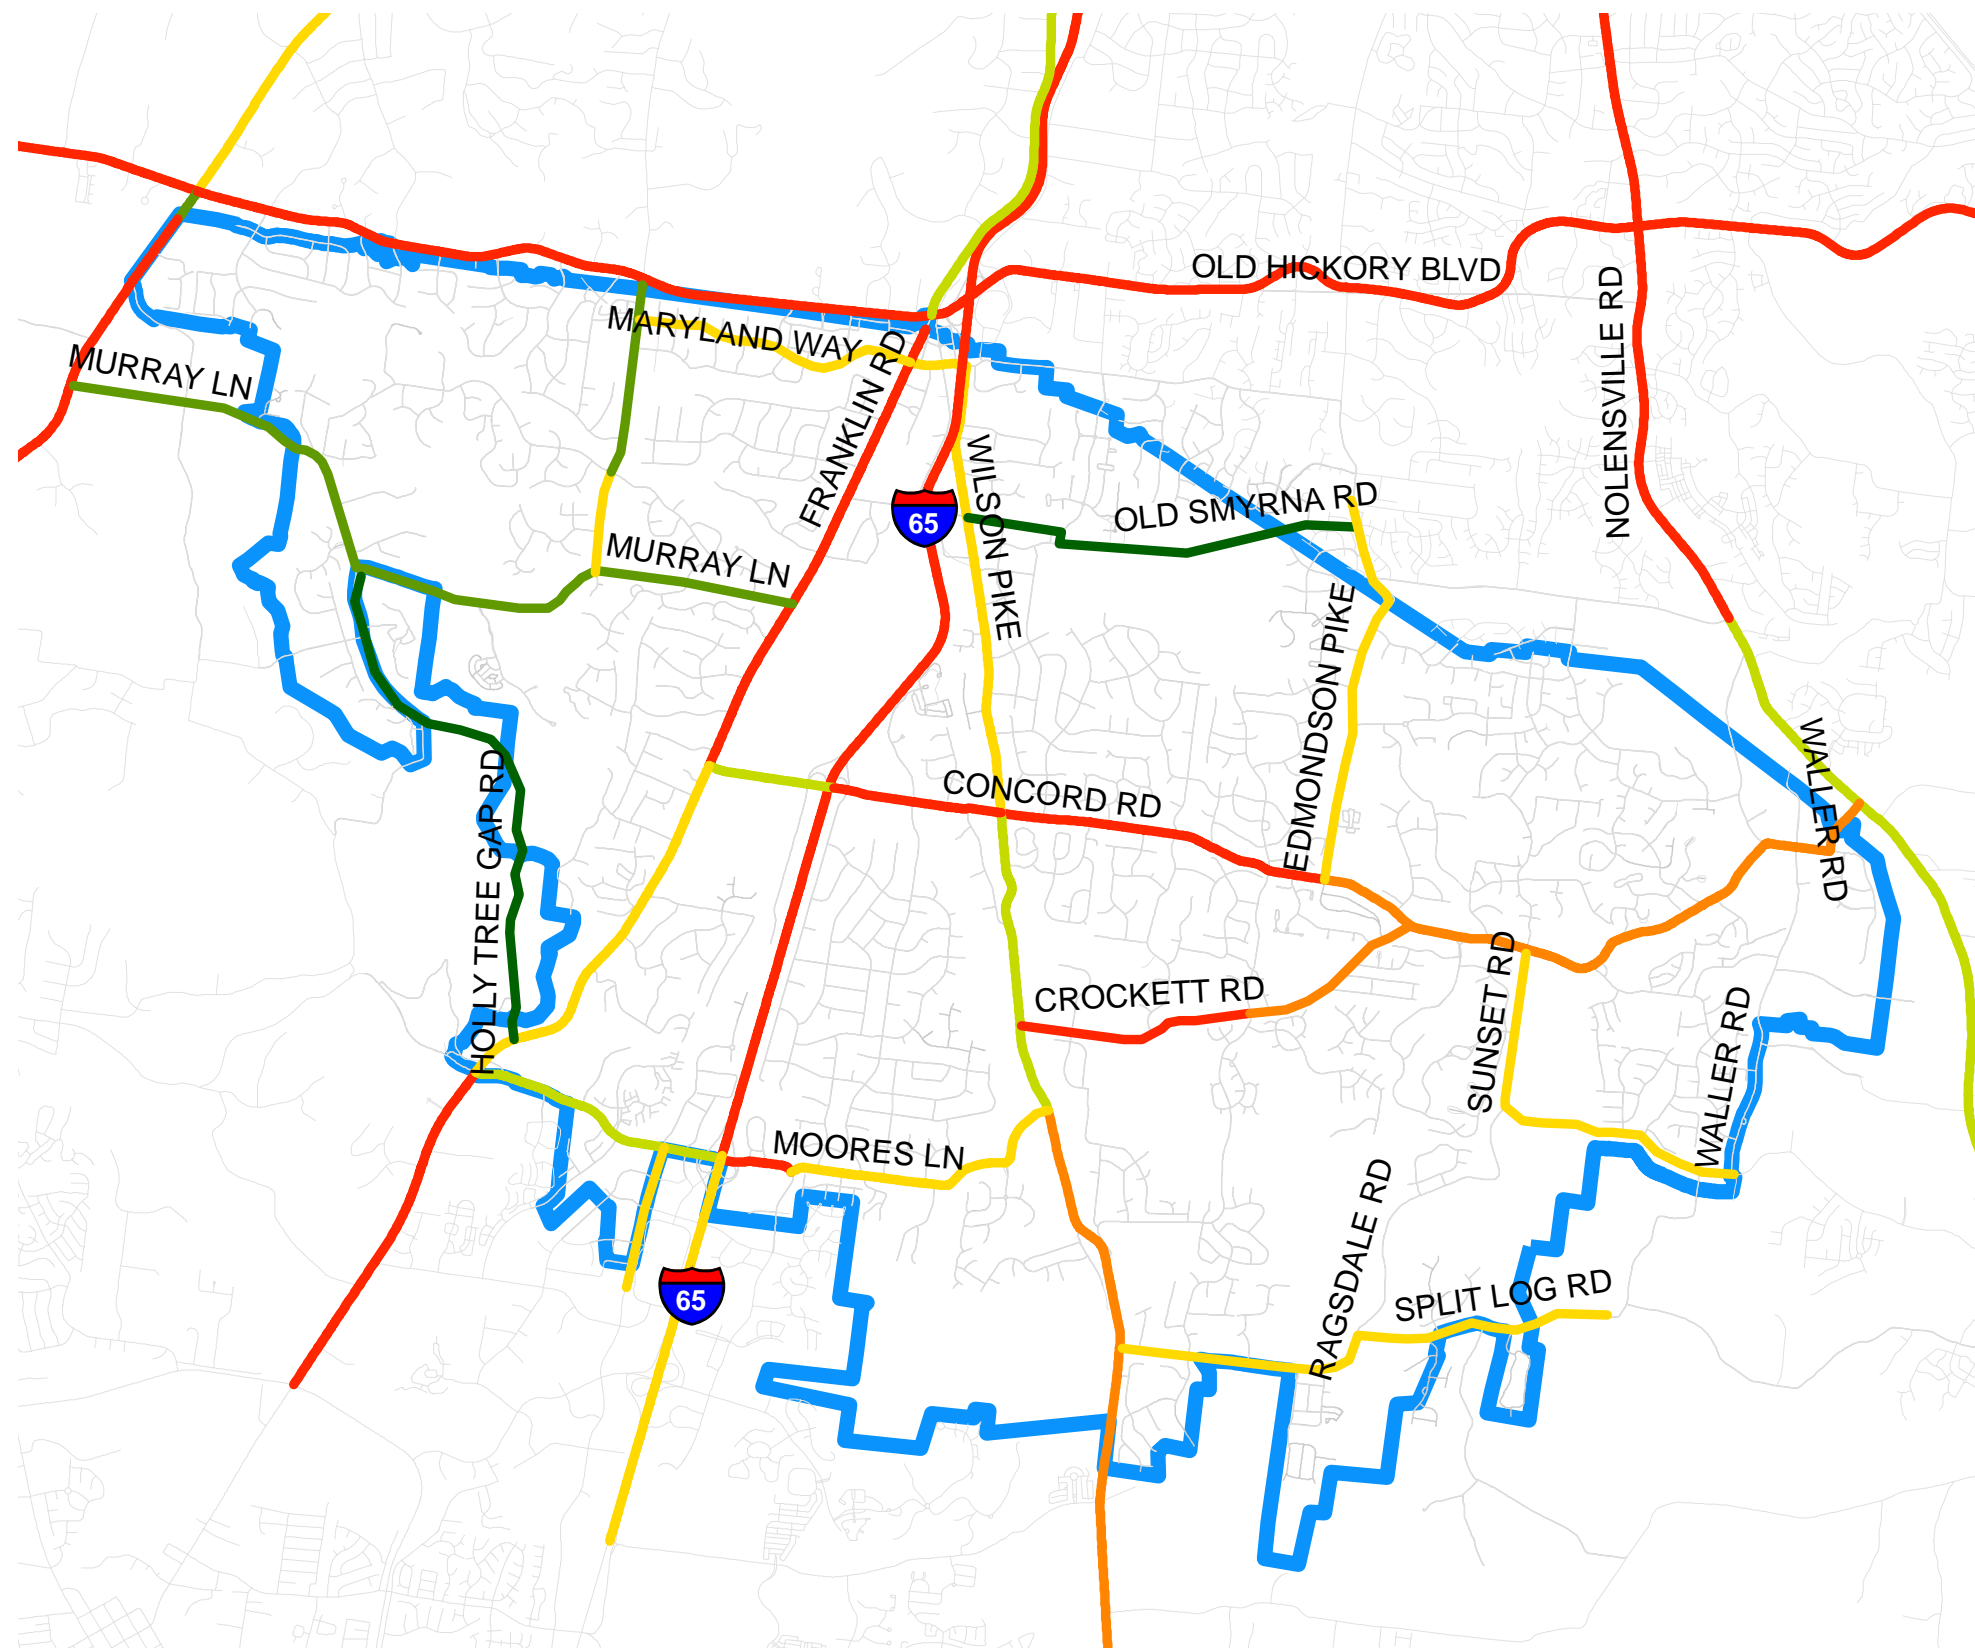 OLD HICKORY BLVD
NOLENSVILLE RD
MARYLAND WAY
MURRAY LN
FRANKLIN RD
WILSON PIKE
65
OLD SMYRNA RD
MURRAY LN
EDMONDSON PIKE
WALLER RD
CONCORD RD
HOLLY TREE GAP RD
SUNSET RD
CROCKETT RD
WALLER RD
MOORES LN
RAGSDALE RD
65
SPLIT LOG RD